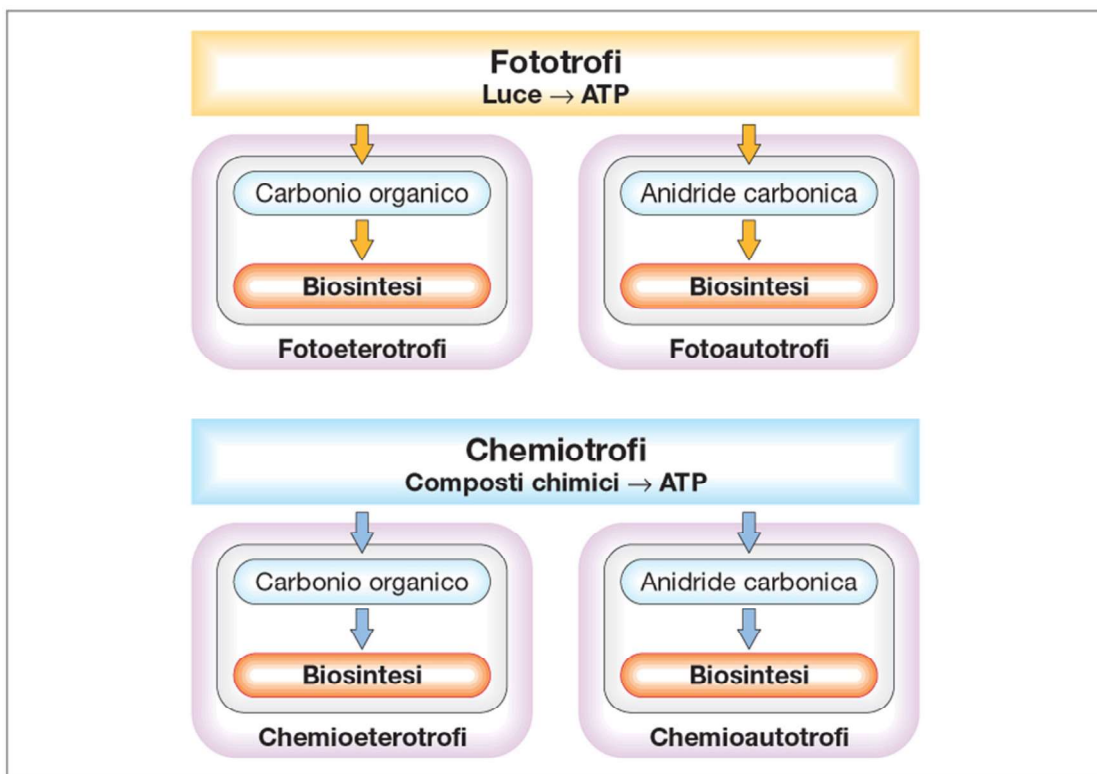 Fototrofi
Luce → ATP
Carbonio organico
Biosintesi
Fotoeterotrofi
Anidride carbonica
Biosintesi
Fotoautotrofi
Chemiotrofi
Composti chimici → ATP
Carbonio organico
Biosintesi
Chemioeterotrofi
Anidride carbonica
Biosintesi
Chemioautotrofi